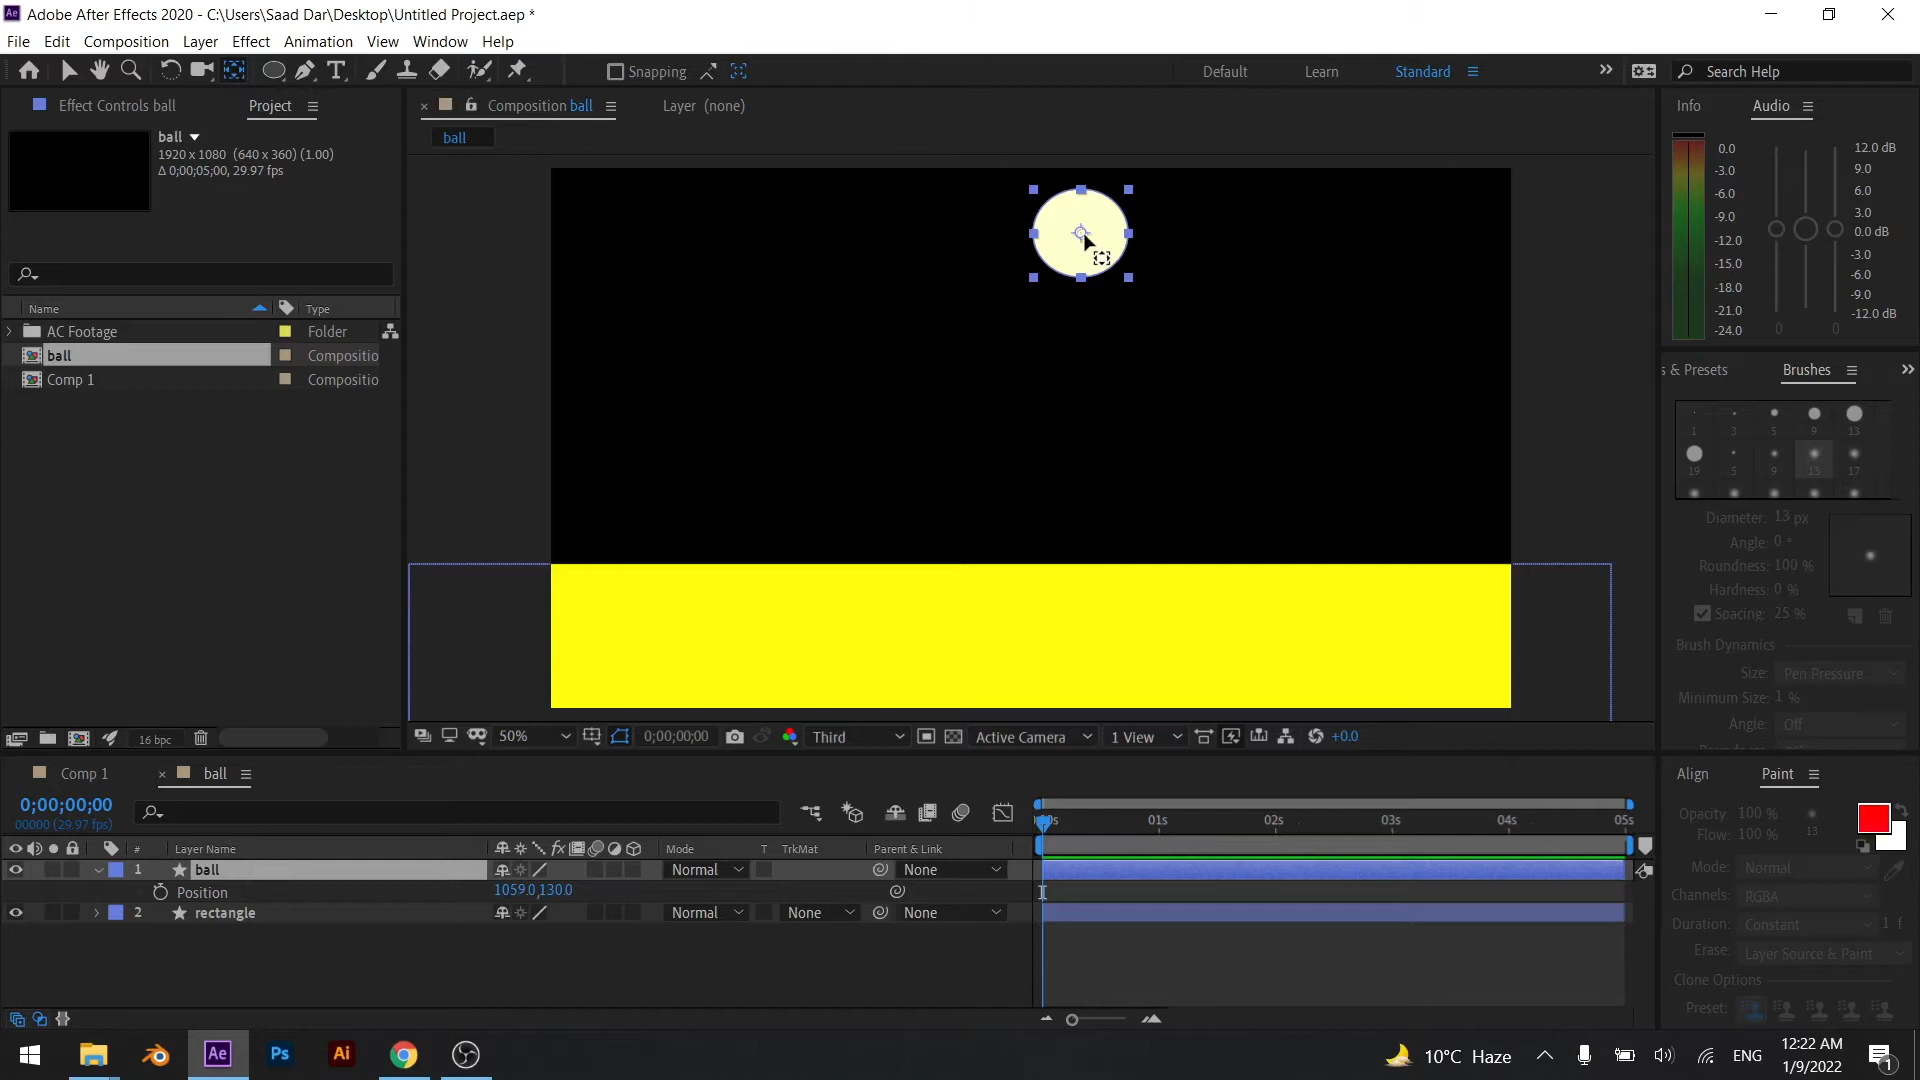 Adobe After Effects 2020 - C:\Users\Saad Dar\Desktop\Untitled Project.aep *
File Edit Composition Layer Effect Animation View Window Help
Snapping Default Learn Standard Search Help
Effect Controls ball Project Composition ball Layer (none) Info Audio
ball
1920 x 1080 (640 x 360) (1.00)
Δ 0;00;05;00, 29.97 fps
ball
0.0
-3.0
-6.0
-9.0
-12.0
-15.0
-18.0
-21.0
-24.0
12.0 dB
9.0
6.0
3.0
0.0 dB
-3.0
-6.0
-9.0
-12.0 dB
0 0
Name Type
AC Footage Folder
ball Compositio
Comp 1 Compositio
s & Presets Brushes
1 3 5 9 13
19 5 9 13 17
Diameter: 13 px
Angle: 0 °
Roundness: 100 %
Hardness: 0 %
Spacing: 25 %
Brush Dynamics
Size: Pen Pressure
Minimum Size: 1 %
Angle: Off
16 bpc
50% 0;00;00;00 Third Active Camera 1 View +0.0
Comp 1 ball
0;00;00;00
00000 (29.97 fps)
01s 02s 03s 04s 05s
# Layer Name Mode T TrkMat Parent & Link
1 ball Normal None
Position 1059.0,130.0
2 rectangle Normal None None
Align Paint
Opacity: 100 %
Flow: 100 % 13
Mode: Normal
Channels: RGBA
Duration: Constant 1 f
Erase: Layer Source & Paint
Clone Options
Preset:
Ae Ps Ai
10°C Haze ENG
12:22 AM
1/9/2022
1